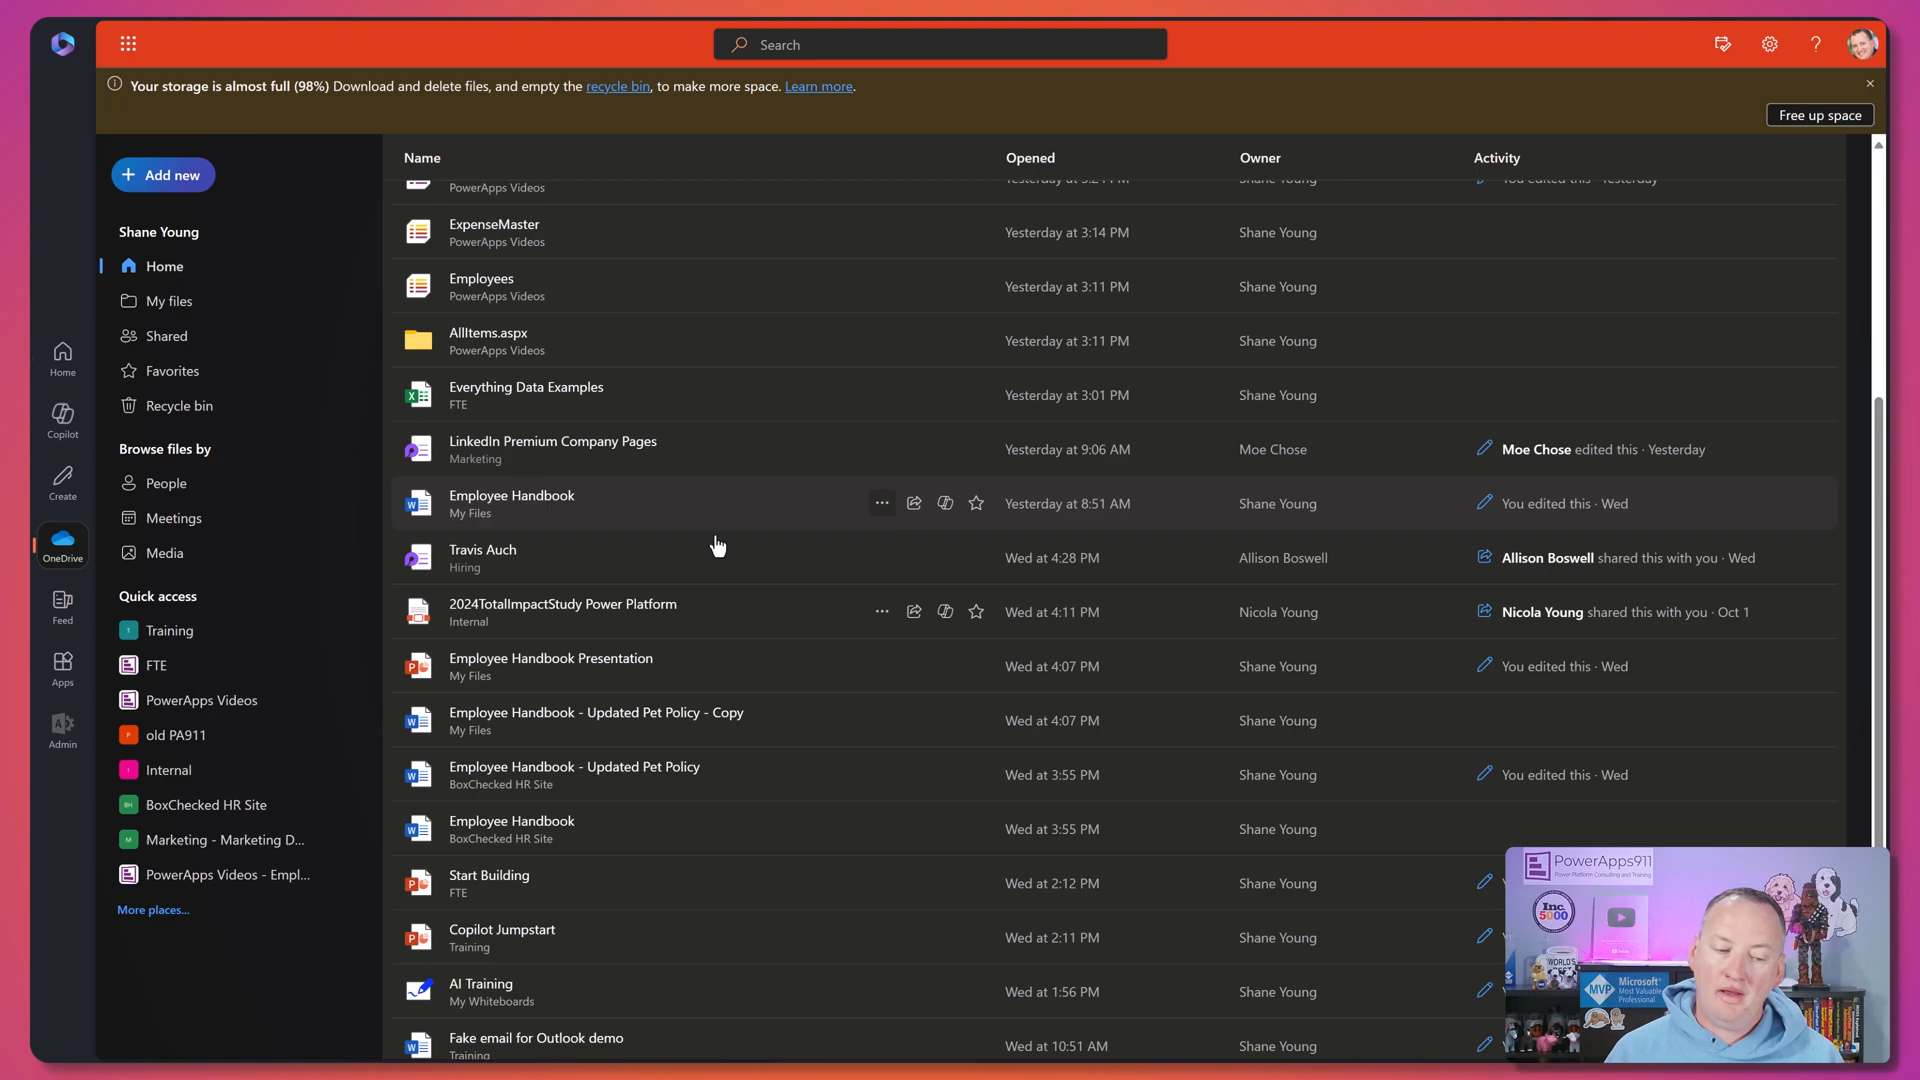 Search
Your storage is almost full (98%) Download and delete files, and empty the recycle bin, to make more space. Learn more.
Free up space
Add new
Shane Young
Home
My files
Shared
Favorites
Recycle bin
Browse files by
People
Meetings
Media
Quick access
Training
FTE
PowerApps Videos
old PA911
Internal
BoxChecked HR Site
Marketing - Marketing D...
PowerApps Videos - Empl...
More places...
Home
Copilot
Create
OneDrive
Feed
Apps
Admin
Name Opened Owner Activity
PowerApps Videos
ExpenseMaster
PowerApps Videos
Yesterday at 3:14 PM Shane Young
Employees
PowerApps Videos
Yesterday at 3:11 PM Shane Young
AllItems.aspx
PowerApps Videos
Yesterday at 3:11 PM Shane Young
Everything Data Examples
FTE
Yesterday at 3:01 PM Shane Young
LinkedIn Premium Company Pages
Marketing
Yesterday at 9:06 AM Moe Chose Moe Chose edited this · Yesterday
Employee Handbook
My Files
Yesterday at 8:51 AM Shane Young You edited this · Wed
Travis Auch
Hiring
Wed at 4:28 PM Allison Boswell Allison Boswell shared this with you · Wed
2024TotalImpactStudy Power Platform
Internal
Wed at 4:11 PM Nicola Young Nicola Young shared this with you · Oct 1
Employee Handbook Presentation
My Files
Wed at 4:07 PM Shane Young You edited this · Wed
Employee Handbook - Updated Pet Policy - Copy
My Files
Wed at 4:07 PM Shane Young
Employee Handbook - Updated Pet Policy
BoxChecked HR Site
Wed at 3:55 PM Shane Young You edited this · Wed
Employee Handbook
BoxChecked HR Site
Wed at 3:55 PM Shane Young
Start Building
FTE
Wed at 2:12 PM Shane Young
Copilot Jumpstart
Training
Wed at 2:11 PM Shane Young
AI Training
My Whiteboards
Wed at 1:56 PM Shane Young
Fake email for Outlook demo
Training
Wed at 10:51 AM Shane Young
PowerApps911
Power Platform Consulting and Training
Inc.
5000
WORLD'S
MVP
Microsoft
Most Valuable
Professional